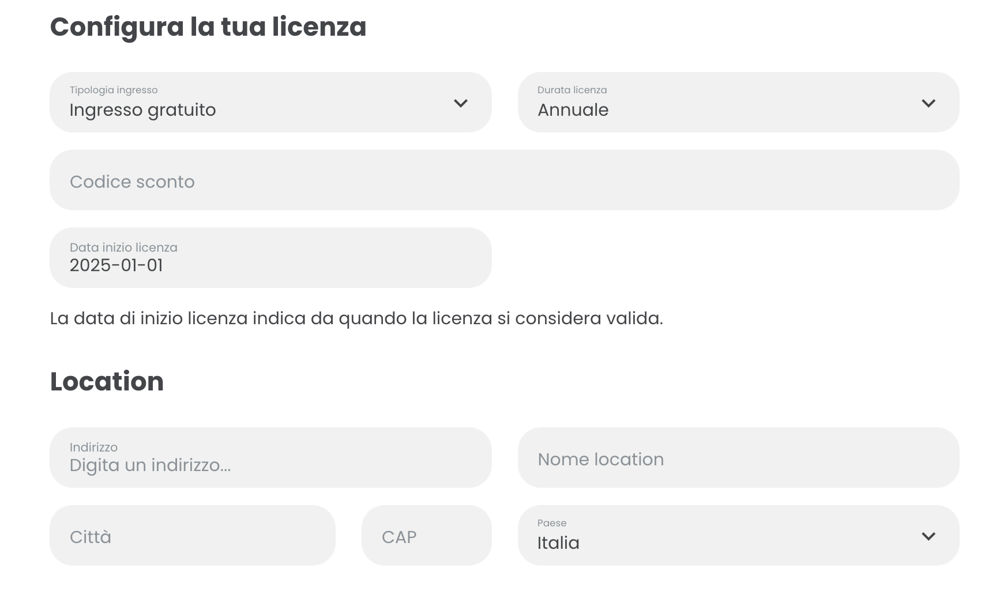 Configura la tua licenza
Tipologia ingresso
Ingresso gratuito
Durata licenza
Annuale
Codice sconto
Data inizio licenza
2025-01-01
La data di inizio licenza indica da quando la licenza si considera valida.
Location
Indirizzo
Digita un indirizzo...
Nome location
Città
CAP
Paese
Italia